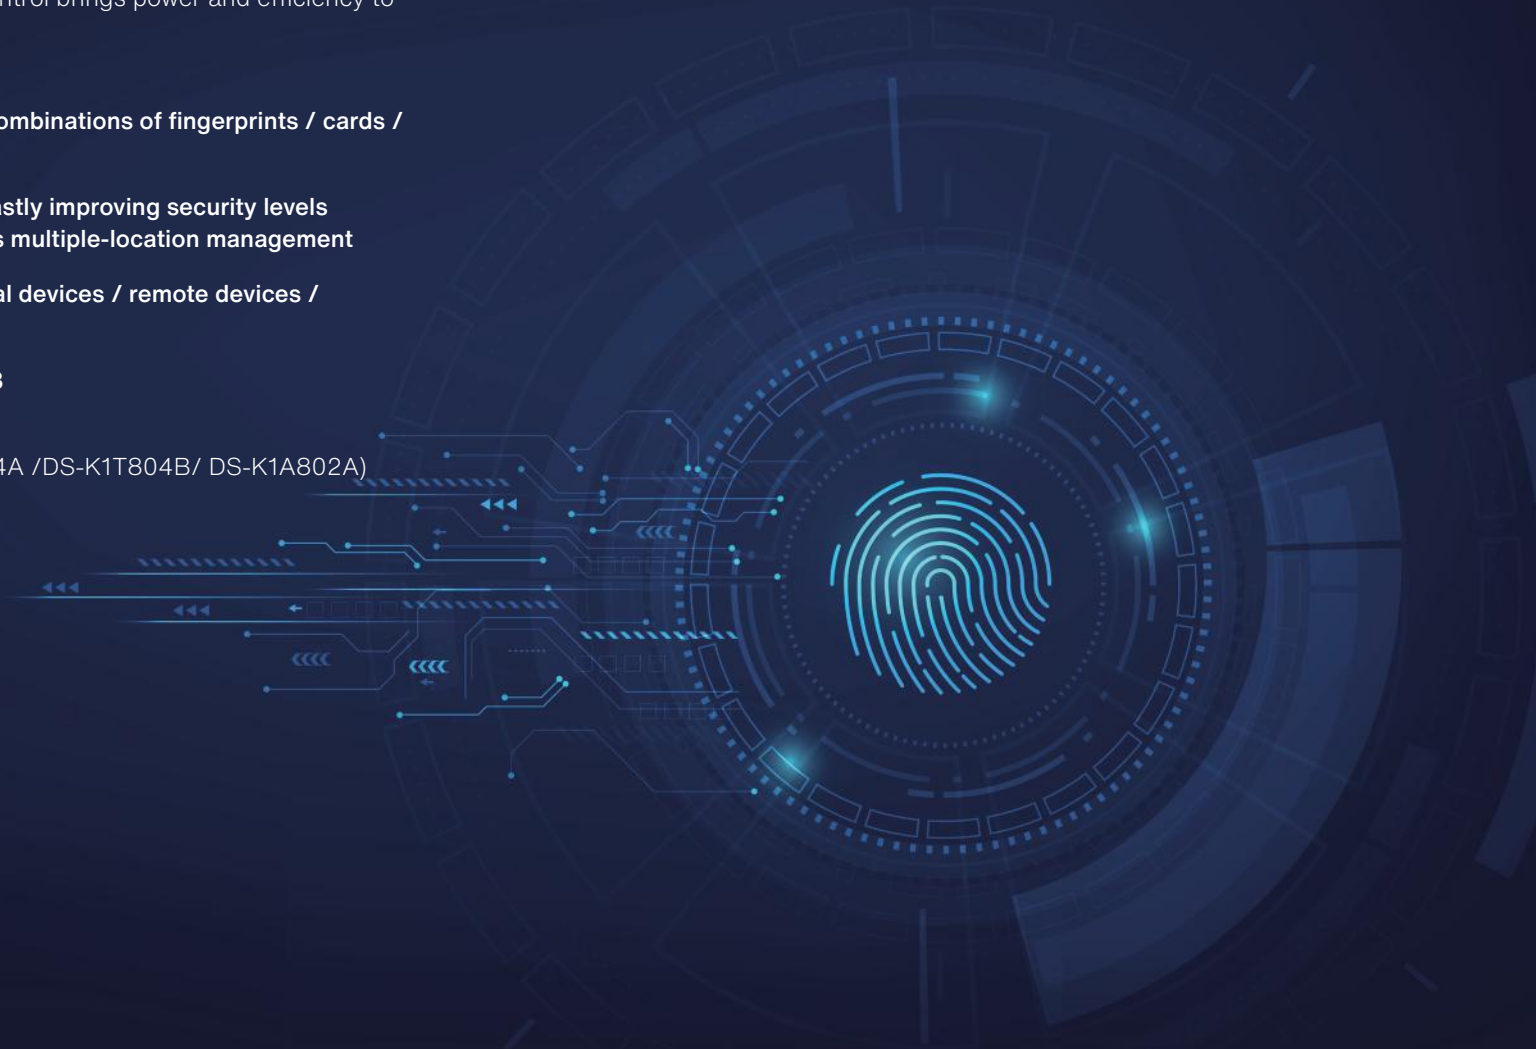 ntrol brings power and efficiency to
ombinations of fingerprints / cards /
astly improving security levels
s multiple-location management
al devices / remote devices /
4A /DS-K1T804B/ DS-K1A802A)